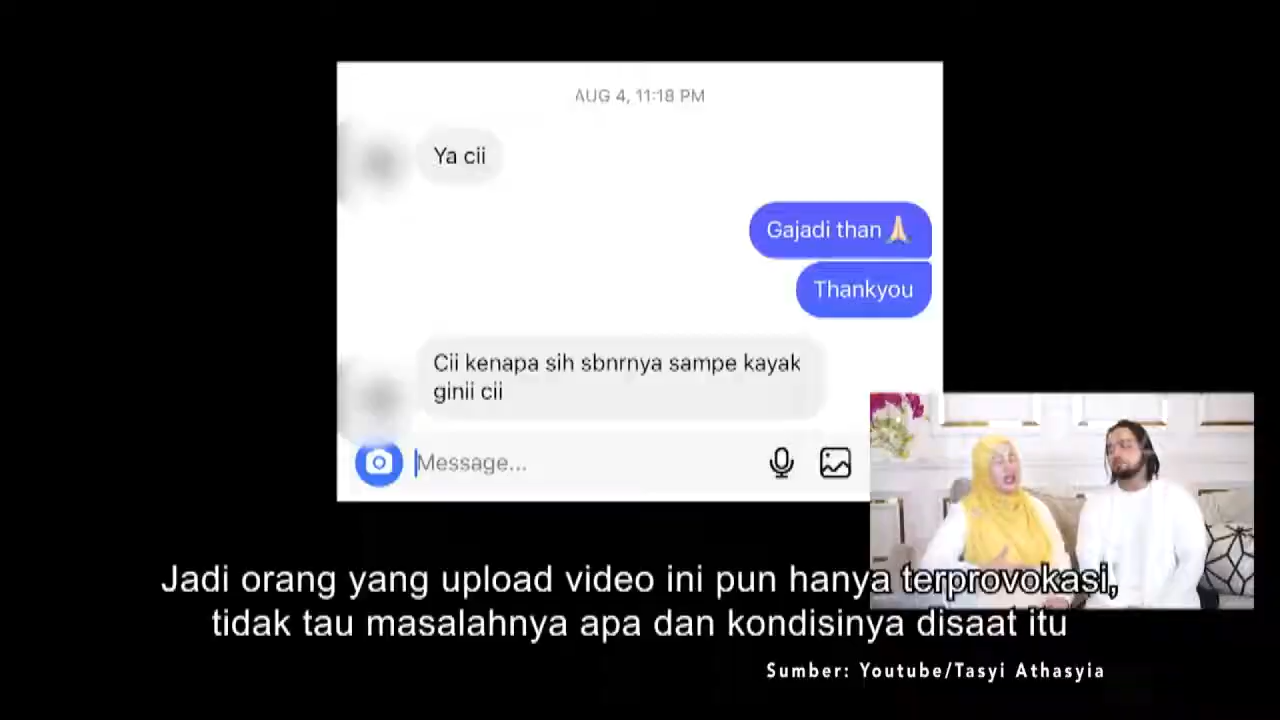 AUG 4, 11:18 PM
Ya cii
Gajadi than🙏
Thankyou
Cii kenapa sih sbnrnya sampe kayak
ginii cii
Message...
Jadi orang yang upload video ini pun hanya terprovokasi,
tidak tau masalahnya apa dan kondisinya disaat itu
Sumber: Youtube/Tasyi Athasyia